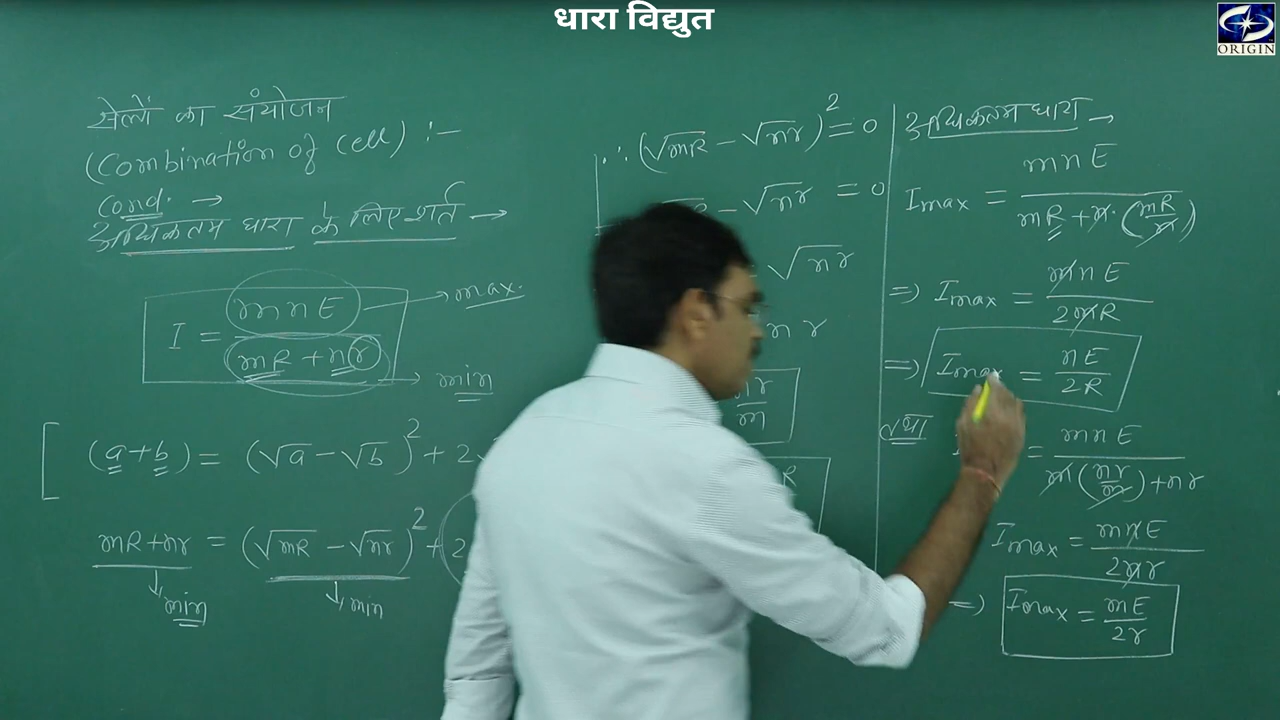 धारा विद्युत
ORIGIN
सेलों का संयोजन
(Combination of Cell) :-
Cond. →
अधिकतम धारा के लिए शर्त →
I = mnE / (mR + nr)
→ max.
→ min
[ (a+b) = (√a - √b)² + 2√
mR+nr = (√mR - √nr)² + 2
↓ min
↓ min
∴ (√mR - √nr)² = 0
- √nr = 0
√nr
nr
nr/m
R
अधिकतम धारा →
Imax = mnE / (mR + n·(mR/n))
=> Imax = mnE / 2mR
=> Imax = nE / 2R
तथा = mnE / (m(nr/m) + nr)
Imax = mnE / 2nr
=> Imax = mE / 2r